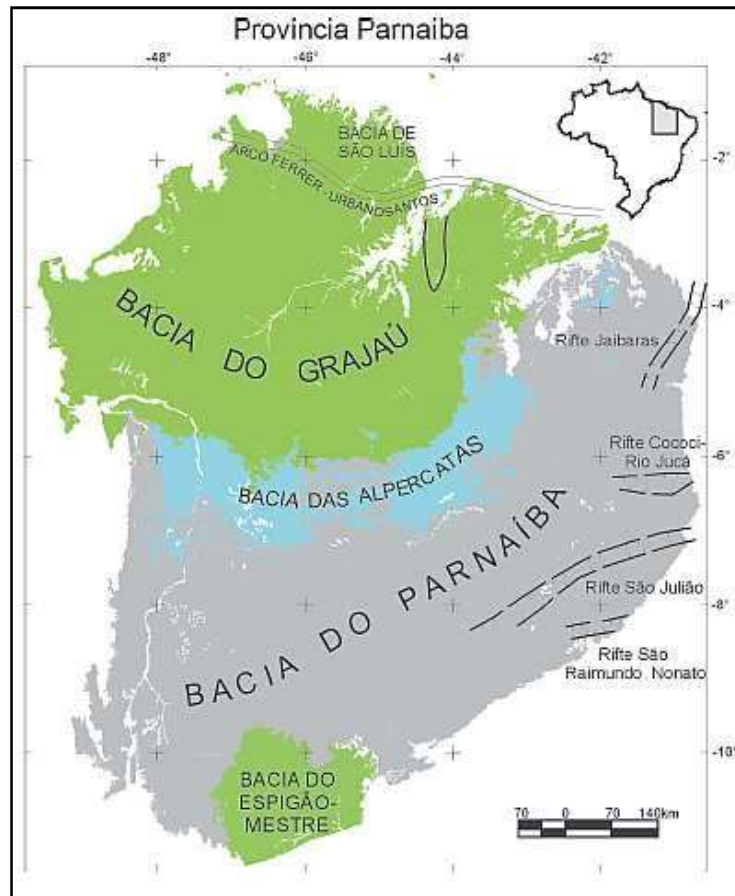 Provincia Parnaiba
-48° -46° -44° -42°
BACIA DE
SÃO LUÍS
ARCO FERRER - URBANOSANTOS
-2°
BACIA DO GRAJAÚ
-4°
Rifte Jaibaras
Rifte Cococi-
Rio Jucá
-6°
BACIA DAS ALPERCATAS
BACIA DO PARNAÍBA
Rifte São Julião
-8°
Rifte São
Raimundo Nonato
-10°
BACIA DO
ESPIGÃO-
MESTRE
70 0 70 140km